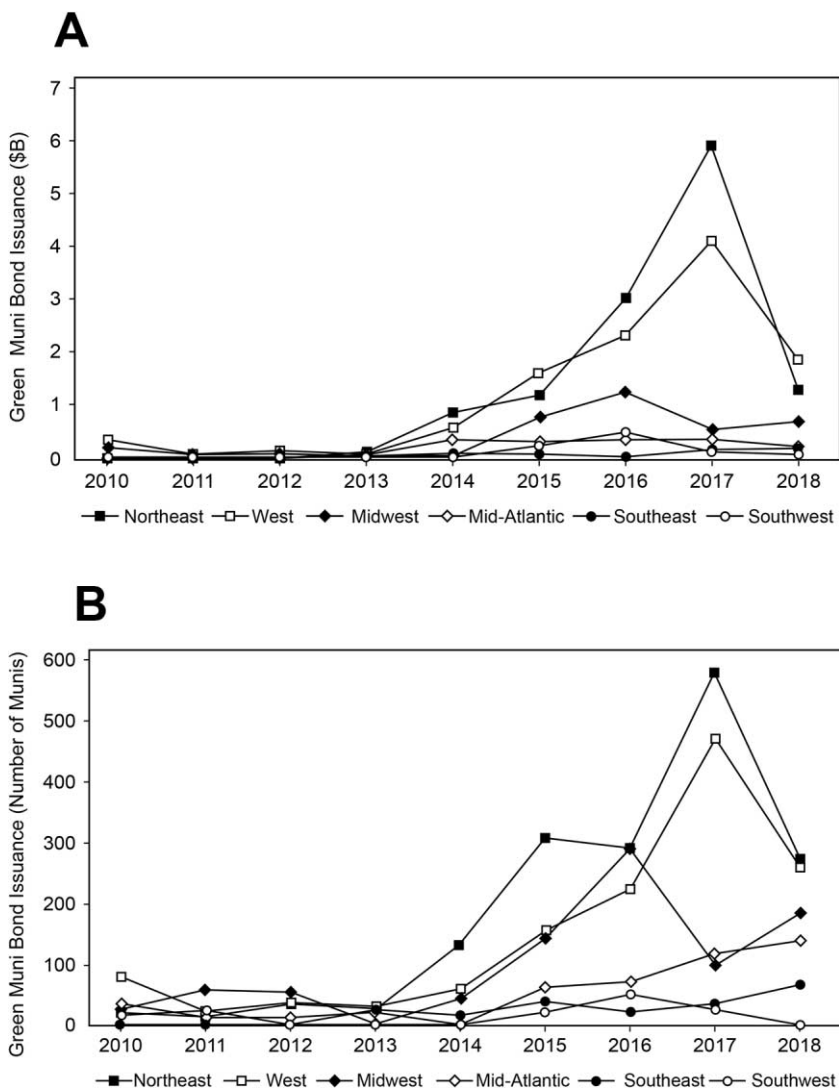 A
Green Muni Bond Issuance ($B)
7
6
5
4
3
2
1
0
2010 2011 2012 2013 2014 2015 2016 2017 2018
Northeast West Midwest Mid-Atlantic Southeast Southwest
B
Green Muni Bond Issuance (Number of Munis)
600
500
400
300
200
100
0
2010 2011 2012 2013 2014 2015 2016 2017 2018
Northeast West Midwest Mid-Atlantic Southeast Southwest